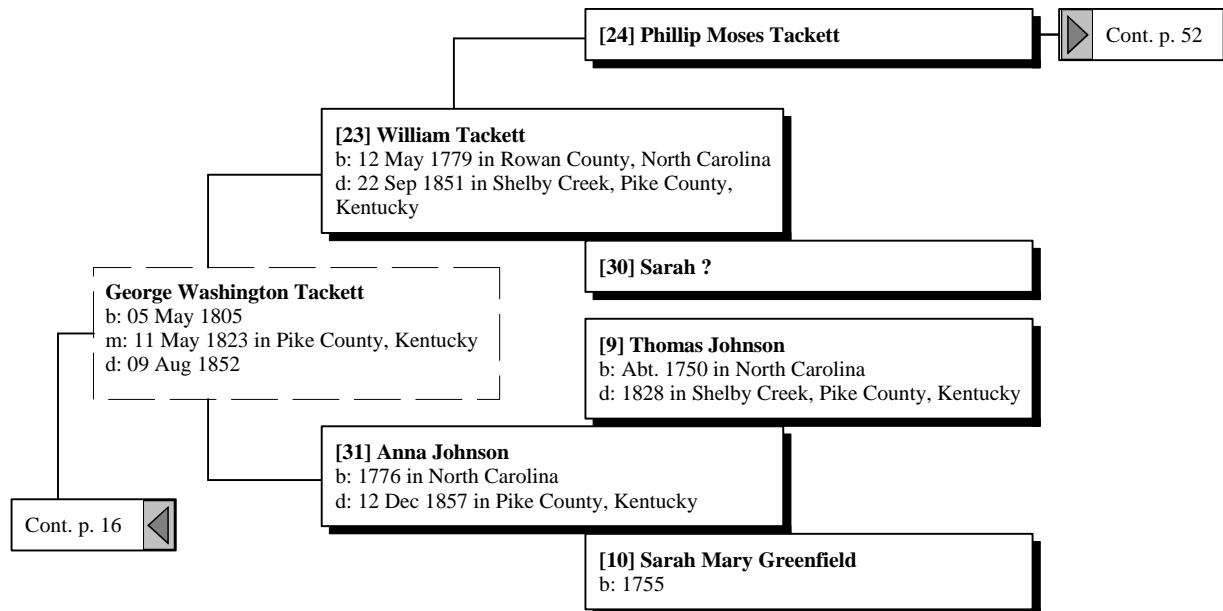 [24] Phillip Moses Tackett
Cont. p. 52
[23] William Tackett
b: 12 May 1779 in Rowan County, North Carolina
d: 22 Sep 1851 in Shelby Creek, Pike County,
Kentucky
[30] Sarah ?
George Washington Tackett
b: 05 May 1805
m: 11 May 1823 in Pike County, Kentucky
d: 09 Aug 1852
[9] Thomas Johnson
b: Abt. 1750 in North Carolina
d: 1828 in Shelby Creek, Pike County, Kentucky
[31] Anna Johnson
b: 1776 in North Carolina
d: 12 Dec 1857 in Pike County, Kentucky
Cont. p. 16
[10] Sarah Mary Greenfield
b: 1755